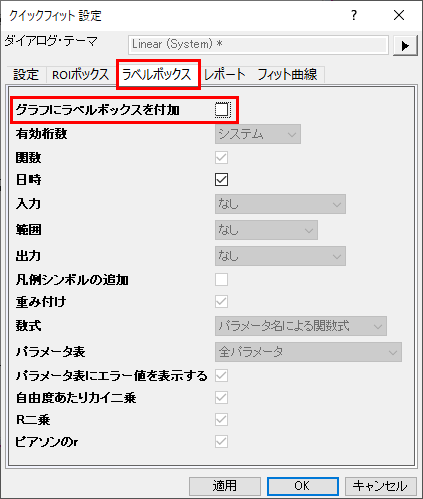 クイックフィット 設定
ダイアログ・テーマ Linear (System) *
設定 ROIボックス ラベルボックス レポート フィット曲線
グラフにラベルボックスを付加
有効桁数 システム
関数
日時
入力 なし
範囲 なし
出力 なし
凡例シンボルの追加
重み付け
数式 パラメータ名による関数式
パラメータ表 全パラメータ
パラメータ表にエラー値を表示する
自由度あたりカイ二乗
R二乗
ピアソンのr
適用 OK キャンセル